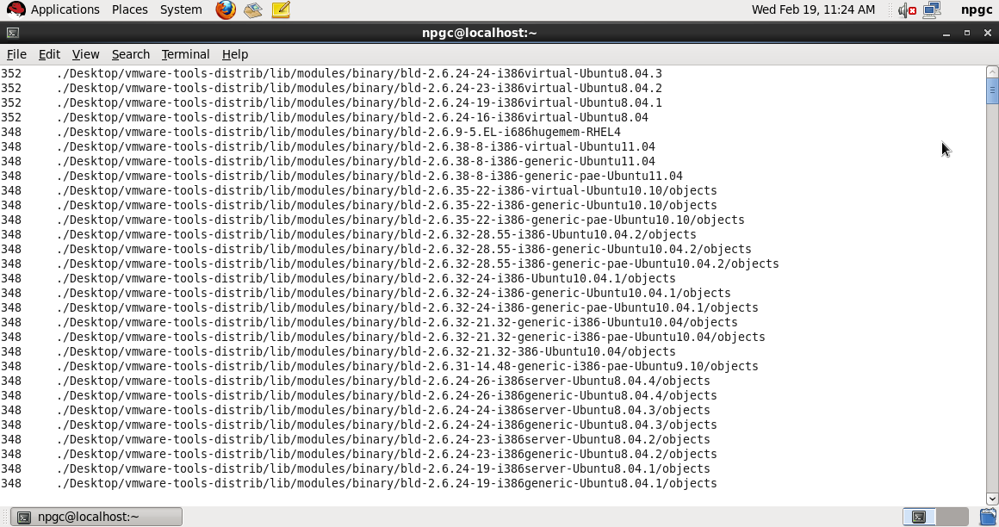 Applications Places System Wed Feb 19, 11:24 AM npgc
npgc@localhost:~
File Edit View Search Terminal Help
352 ./Desktop/vmware-tools-distrib/lib/modules/binary/bld-2.6.24-24-i386virtual-Ubuntu8.04.3
352 ./Desktop/vmware-tools-distrib/lib/modules/binary/bld-2.6.24-23-i386virtual-Ubuntu8.04.2
352 ./Desktop/vmware-tools-distrib/lib/modules/binary/bld-2.6.24-19-i386virtual-Ubuntu8.04.1
352 ./Desktop/vmware-tools-distrib/lib/modules/binary/bld-2.6.24-16-i386virtual-Ubuntu8.04
348 ./Desktop/vmware-tools-distrib/lib/modules/binary/bld-2.6.9-5.EL-i686hugemem-RHEL4
348 ./Desktop/vmware-tools-distrib/lib/modules/binary/bld-2.6.38-8-i386-virtual-Ubuntu11.04
348 ./Desktop/vmware-tools-distrib/lib/modules/binary/bld-2.6.38-8-i386-generic-Ubuntu11.04
348 ./Desktop/vmware-tools-distrib/lib/modules/binary/bld-2.6.38-8-i386-generic-pae-Ubuntu11.04
348 ./Desktop/vmware-tools-distrib/lib/modules/binary/bld-2.6.35-22-i386-virtual-Ubuntu10.10/objects
348 ./Desktop/vmware-tools-distrib/lib/modules/binary/bld-2.6.35-22-i386-generic-Ubuntu10.10/objects
348 ./Desktop/vmware-tools-distrib/lib/modules/binary/bld-2.6.35-22-i386-generic-pae-Ubuntu10.10/objects
348 ./Desktop/vmware-tools-distrib/lib/modules/binary/bld-2.6.32-28.55-i386-Ubuntu10.04.2/objects
348 ./Desktop/vmware-tools-distrib/lib/modules/binary/bld-2.6.32-28.55-i386-generic-Ubuntu10.04.2/objects
348 ./Desktop/vmware-tools-distrib/lib/modules/binary/bld-2.6.32-28.55-i386-generic-pae-Ubuntu10.04.2/objects
348 ./Desktop/vmware-tools-distrib/lib/modules/binary/bld-2.6.32-24-i386-Ubuntu10.04.1/objects
348 ./Desktop/vmware-tools-distrib/lib/modules/binary/bld-2.6.32-24-i386-generic-Ubuntu10.04.1/objects
348 ./Desktop/vmware-tools-distrib/lib/modules/binary/bld-2.6.32-24-i386-generic-pae-Ubuntu10.04.1/objects
348 ./Desktop/vmware-tools-distrib/lib/modules/binary/bld-2.6.32-21.32-generic-i386-Ubuntu10.04/objects
348 ./Desktop/vmware-tools-distrib/lib/modules/binary/bld-2.6.32-21.32-generic-i386-pae-Ubuntu10.04/objects
348 ./Desktop/vmware-tools-distrib/lib/modules/binary/bld-2.6.32-21.32-386-Ubuntu10.04/objects
348 ./Desktop/vmware-tools-distrib/lib/modules/binary/bld-2.6.31-14.48-generic-i386-pae-Ubuntu9.10/objects
348 ./Desktop/vmware-tools-distrib/lib/modules/binary/bld-2.6.24-26-i386server-Ubuntu8.04.4/objects
348 ./Desktop/vmware-tools-distrib/lib/modules/binary/bld-2.6.24-26-i386generic-Ubuntu8.04.4/objects
348 ./Desktop/vmware-tools-distrib/lib/modules/binary/bld-2.6.24-24-i386server-Ubuntu8.04.3/objects
348 ./Desktop/vmware-tools-distrib/lib/modules/binary/bld-2.6.24-24-i386generic-Ubuntu8.04.3/objects
348 ./Desktop/vmware-tools-distrib/lib/modules/binary/bld-2.6.24-23-i386server-Ubuntu8.04.2/objects
348 ./Desktop/vmware-tools-distrib/lib/modules/binary/bld-2.6.24-23-i386generic-Ubuntu8.04.2/objects
348 ./Desktop/vmware-tools-distrib/lib/modules/binary/bld-2.6.24-19-i386server-Ubuntu8.04.1/objects
348 ./Desktop/vmware-tools-distrib/lib/modules/binary/bld-2.6.24-19-i386generic-Ubuntu8.04.1/objects
npgc@localhost:~